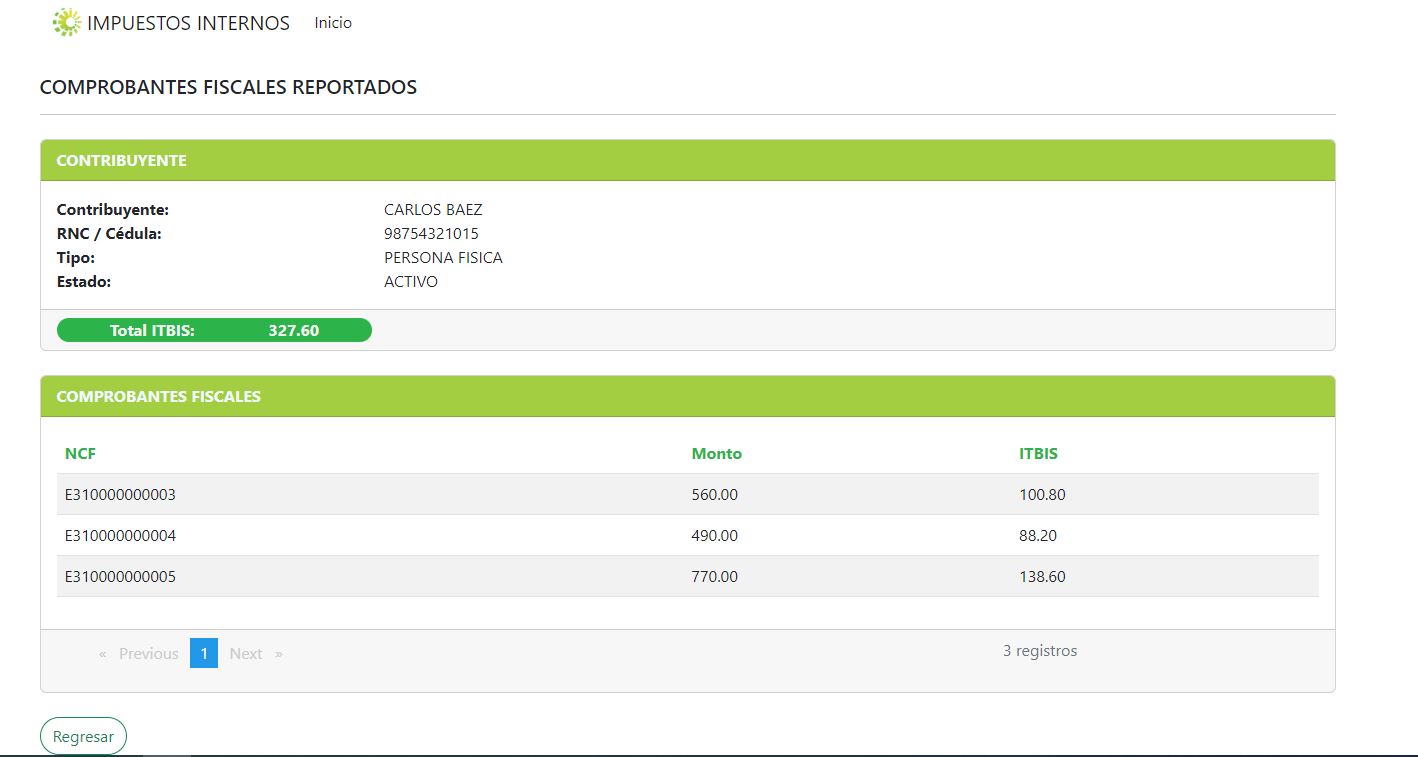 IMPUESTOS INTERNOS Inicio
COMPROBANTES FISCALES REPORTADOS
CONTRIBUYENTE
Contribuyente: CARLOS BAEZ
RNC / Cédula: 98754321015
Tipo: PERSONA FISICA
Estado: ACTIVO
Total ITBIS: 327.60
COMPROBANTES FISCALES
NCF Monto ITBIS
E310000000003 560.00 100.80
E310000000004 490.00 88.20
E310000000005 770.00 138.60
« Previous 1 Next » 3 registros
Regresar